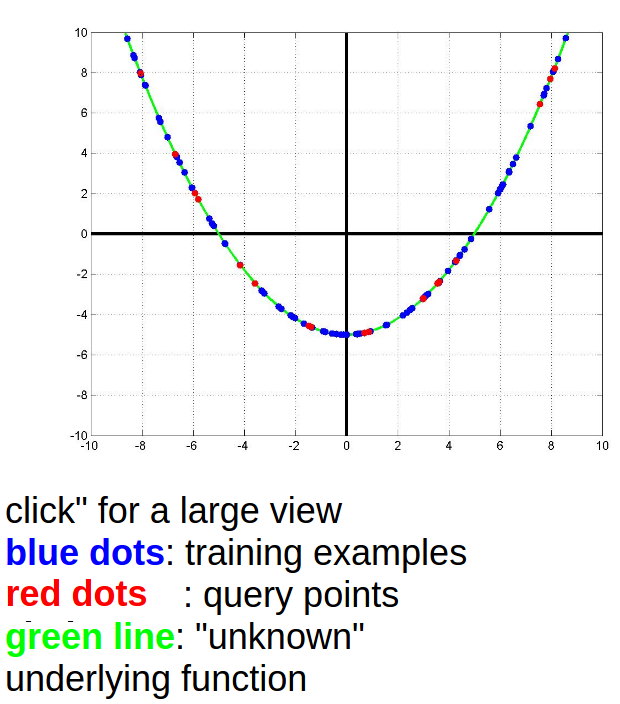 10
8
6
4
2
0
-2
-4
-6
-8
-10
-10 -8 -6 -4 -2 0 2 4 6 8 10
click" for a large view
blue dots: training examples
red dots : query points
green line: "unknown"
underlying function